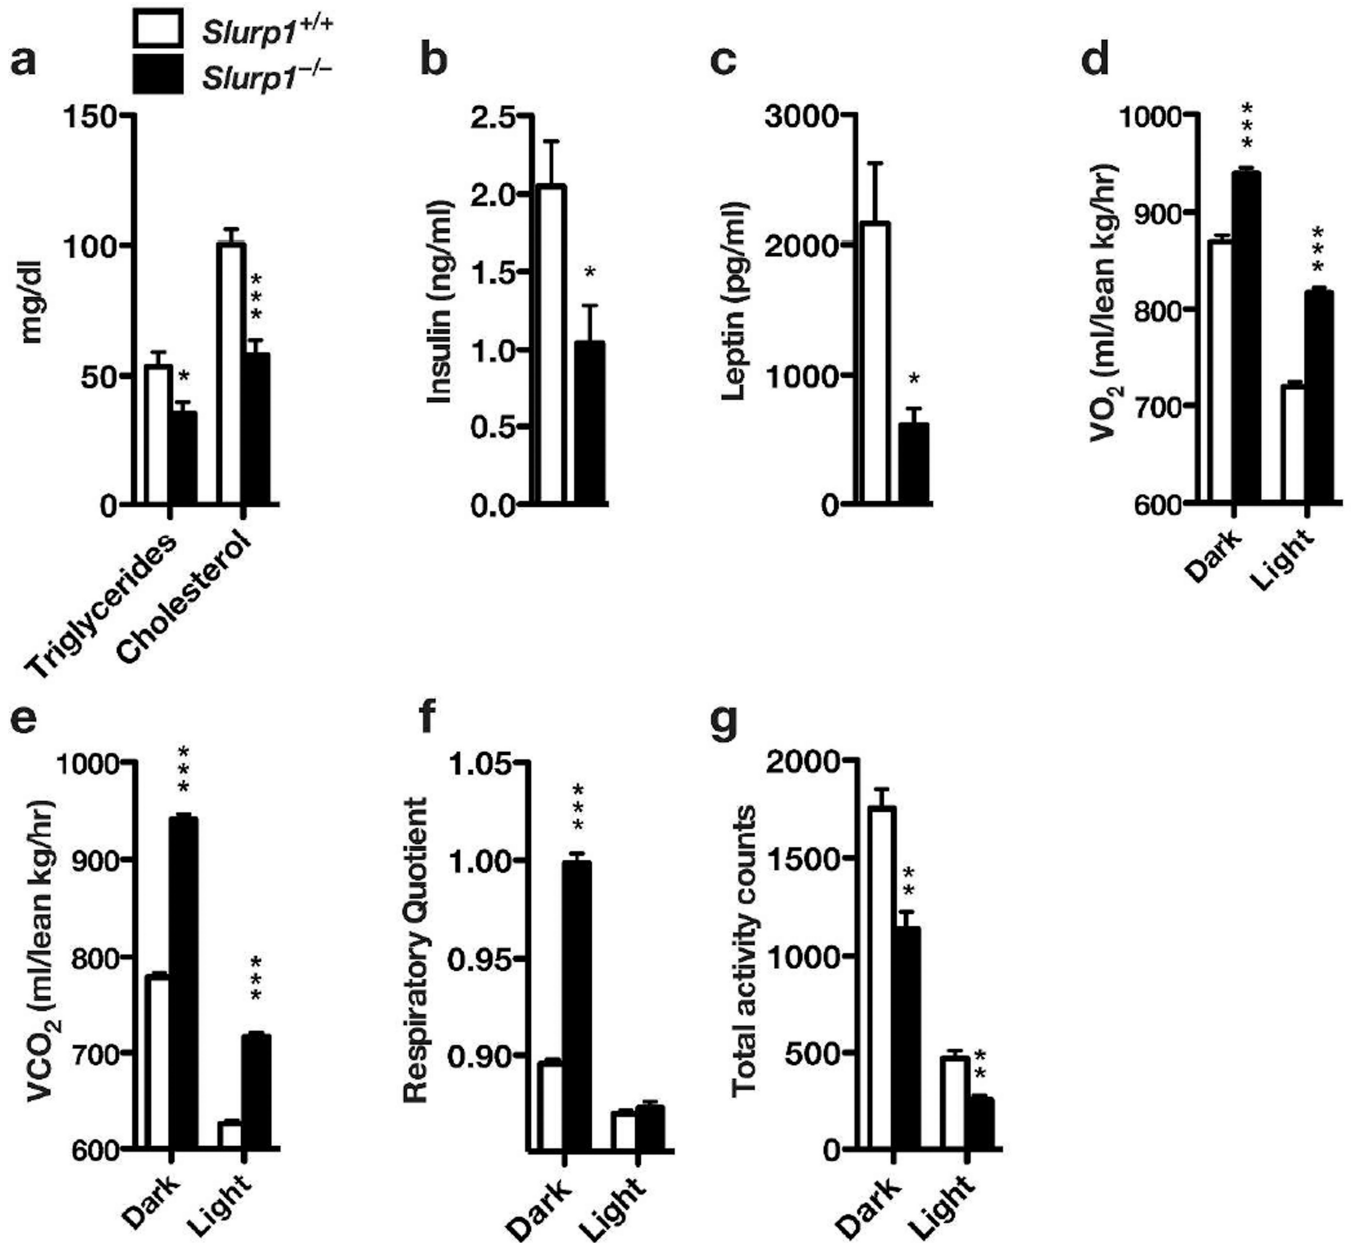 Slurp1+/+
Slurp1–/–
a
150
100
50
0
mg/dl
*
***
Triglycerides
Cholesterol
b
2.5
2.0
1.5
1.0
0.5
0.0
Insulin (ng/ml)
*
c
3000
2000
1000
0
Leptin (pg/ml)
*
d
1000
900
800
700
600
VO2 (ml/lean kg/hr)
***
***
Dark
Light
e
1000
900
800
700
600
VCO2 (ml/lean kg/hr)
***
***
Dark
Light
f
1.05
1.00
0.95
0.90
Respiratory Quotient
***
Dark
Light
g
2000
1500
1000
500
0
Total activity counts
**
**
Dark
Light